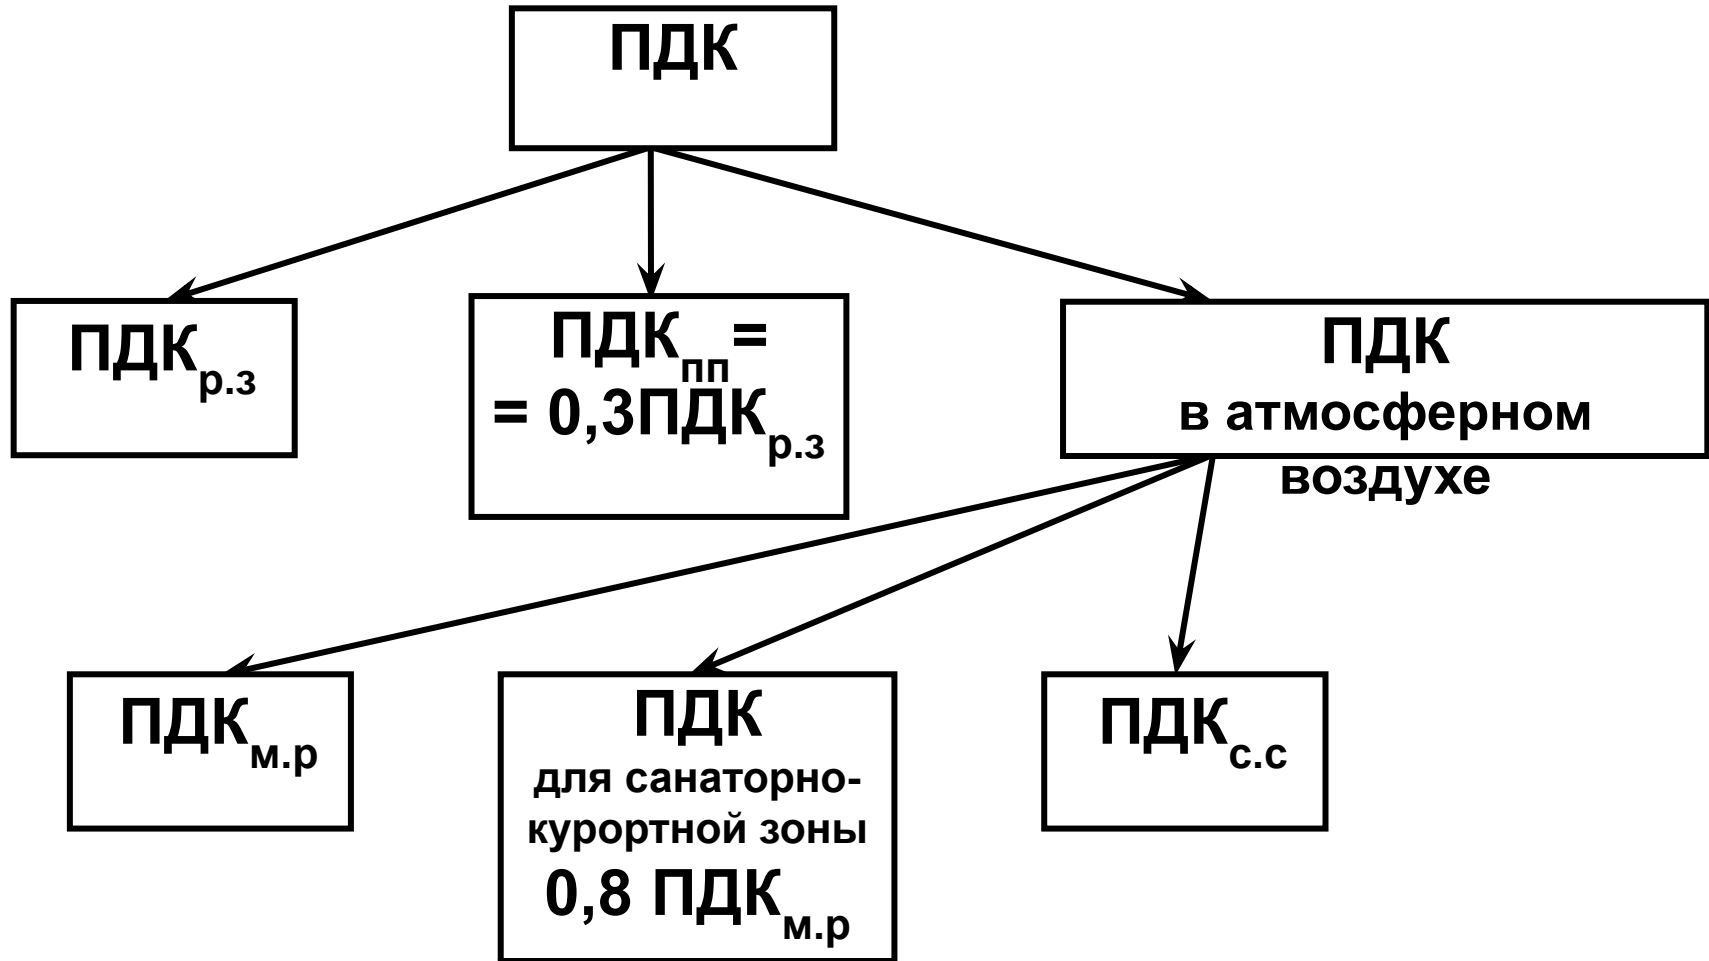 ПДК
ПДКр.з
ПДКпп=
= 0,3ПДКр.з
ПДК
в атмосферном
воздухе
ПДКм.р
ПДК
для санаторно-
курортной зоны
0,8 ПДКм.р
ПДКс.с